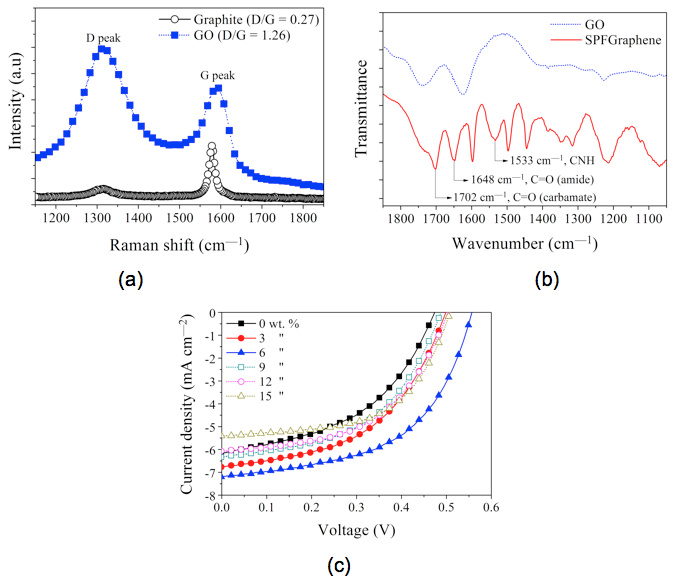 Graphite (D/G = 0.27)
GO (D/G = 1.26)
D peak
G peak
Intensity (a.u)
1200 1300 1400 1500 1600 1700 1800
Raman shift (cm—1)
(a)
GO
SPFGraphene
Transmittance
1533 cm—1, CNH
1648 cm—1, C=O (amide)
1702 cm—1, C=O (carbamate)
1800 1700 1600 1500 1400 1300 1200 1100
Wavenumber (cm—1)
(b)
0 wt. %
3 "
6 "
9 "
12 "
15 "
Current density (mA cm—2)
0
-1
-2
-3
-4
-5
-6
-7
-8
0.0 0.1 0.2 0.3 0.4 0.5 0.6
Voltage (V)
(c)